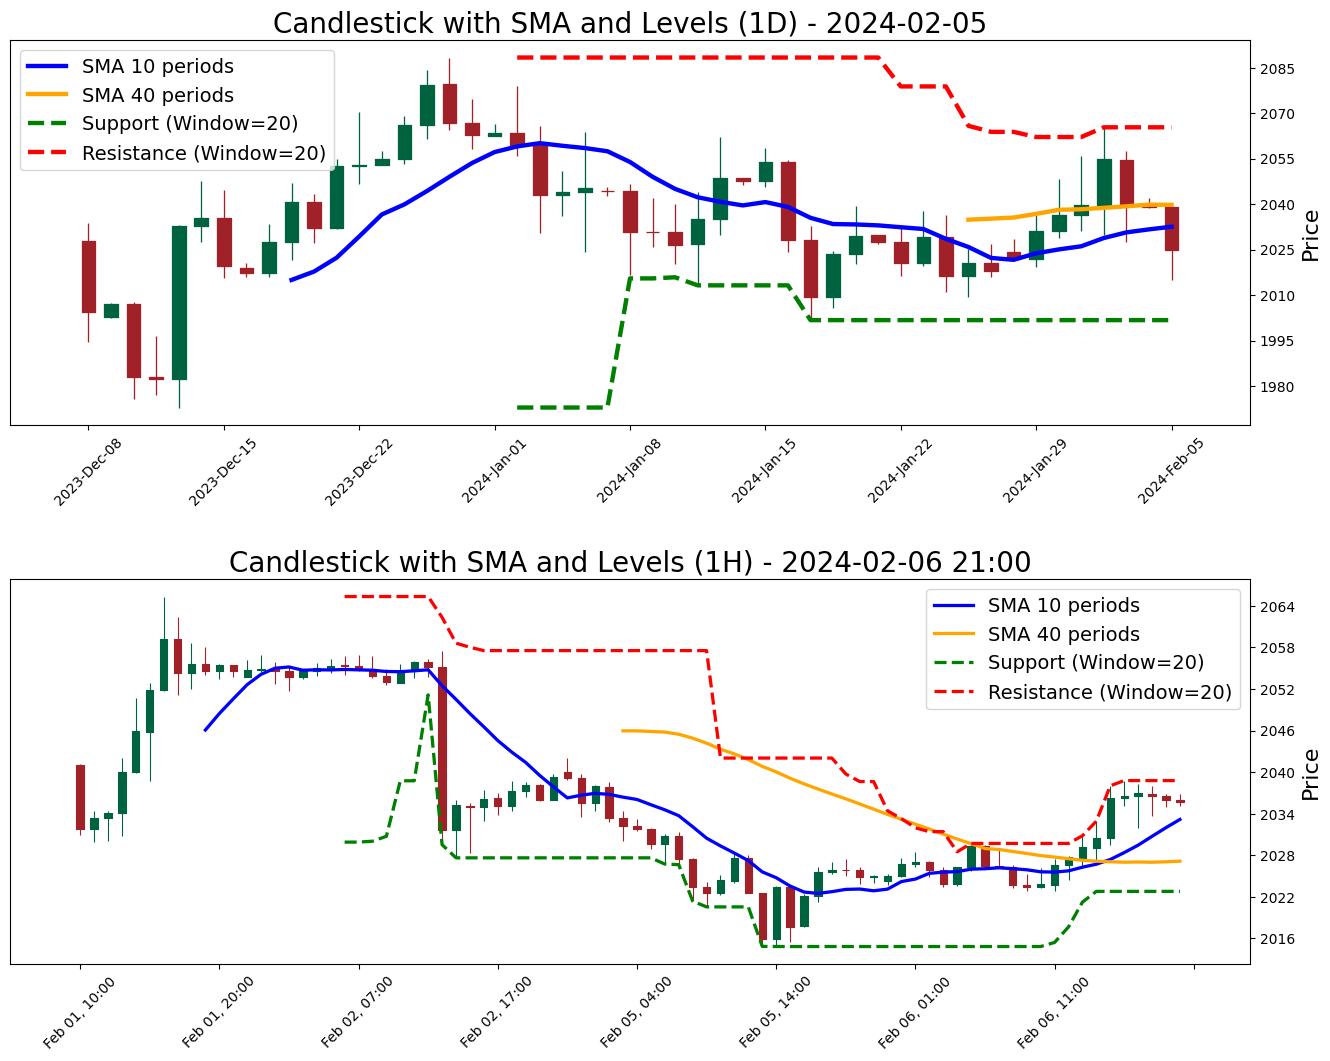 Candlestick with SMA and Levels (1D) - 2024-02-05
SMA 10 periods
SMA 40 periods
Support (Window=20)
Resistance (Window=20)
2085
2070
2055
2040
2025
2010
1995
1980
Price
2023-Dec-08
2023-Dec-15
2023-Dec-22
2024-Jan-01
2024-Jan-08
2024-Jan-15
2024-Jan-22
2024-Jan-29
2024-Feb-05
Candlestick with SMA and Levels (1H) - 2024-02-06 21:00
SMA 10 periods
SMA 40 periods
Support (Window=20)
Resistance (Window=20)
2064
2058
2052
2046
2040
2034
2028
2022
2016
Price
Feb 01, 10:00
Feb 01, 20:00
Feb 02, 07:00
Feb 02, 17:00
Feb 05, 04:00
Feb 05, 14:00
Feb 06, 01:00
Feb 06, 11:00